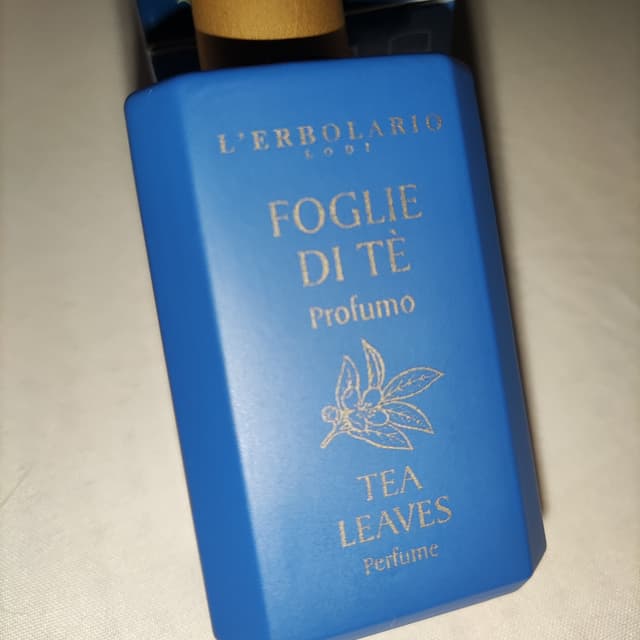 L'ERBOLARIO
LODI
FOGLIE
DI TÈ
Profumo
TEA
LEAVES
Perfume